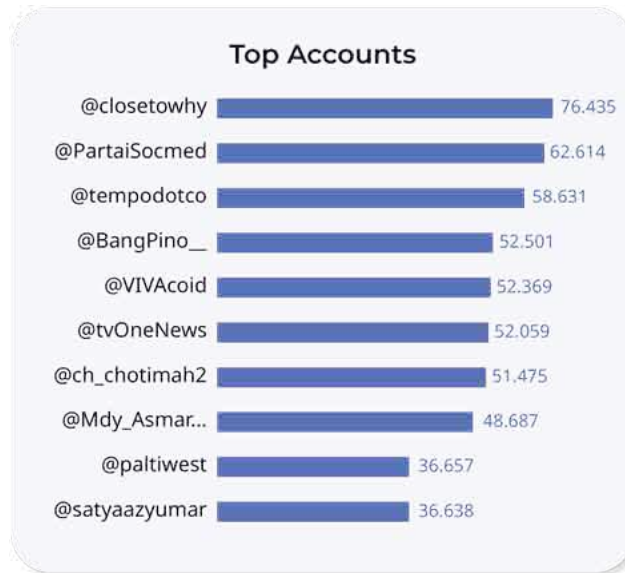 Top Accounts
@closetowhy 76.435
@PartaiSocmed 62.614
@tempodotco 58.631
@BangPino__ 52.501
@VIVAcoid 52.369
@tvOneNews 52.059
@ch_chotimah2 51.475
@Mdy_Asmar... 48.687
@paltiwest 36.657
@satyaazyumar 36.638